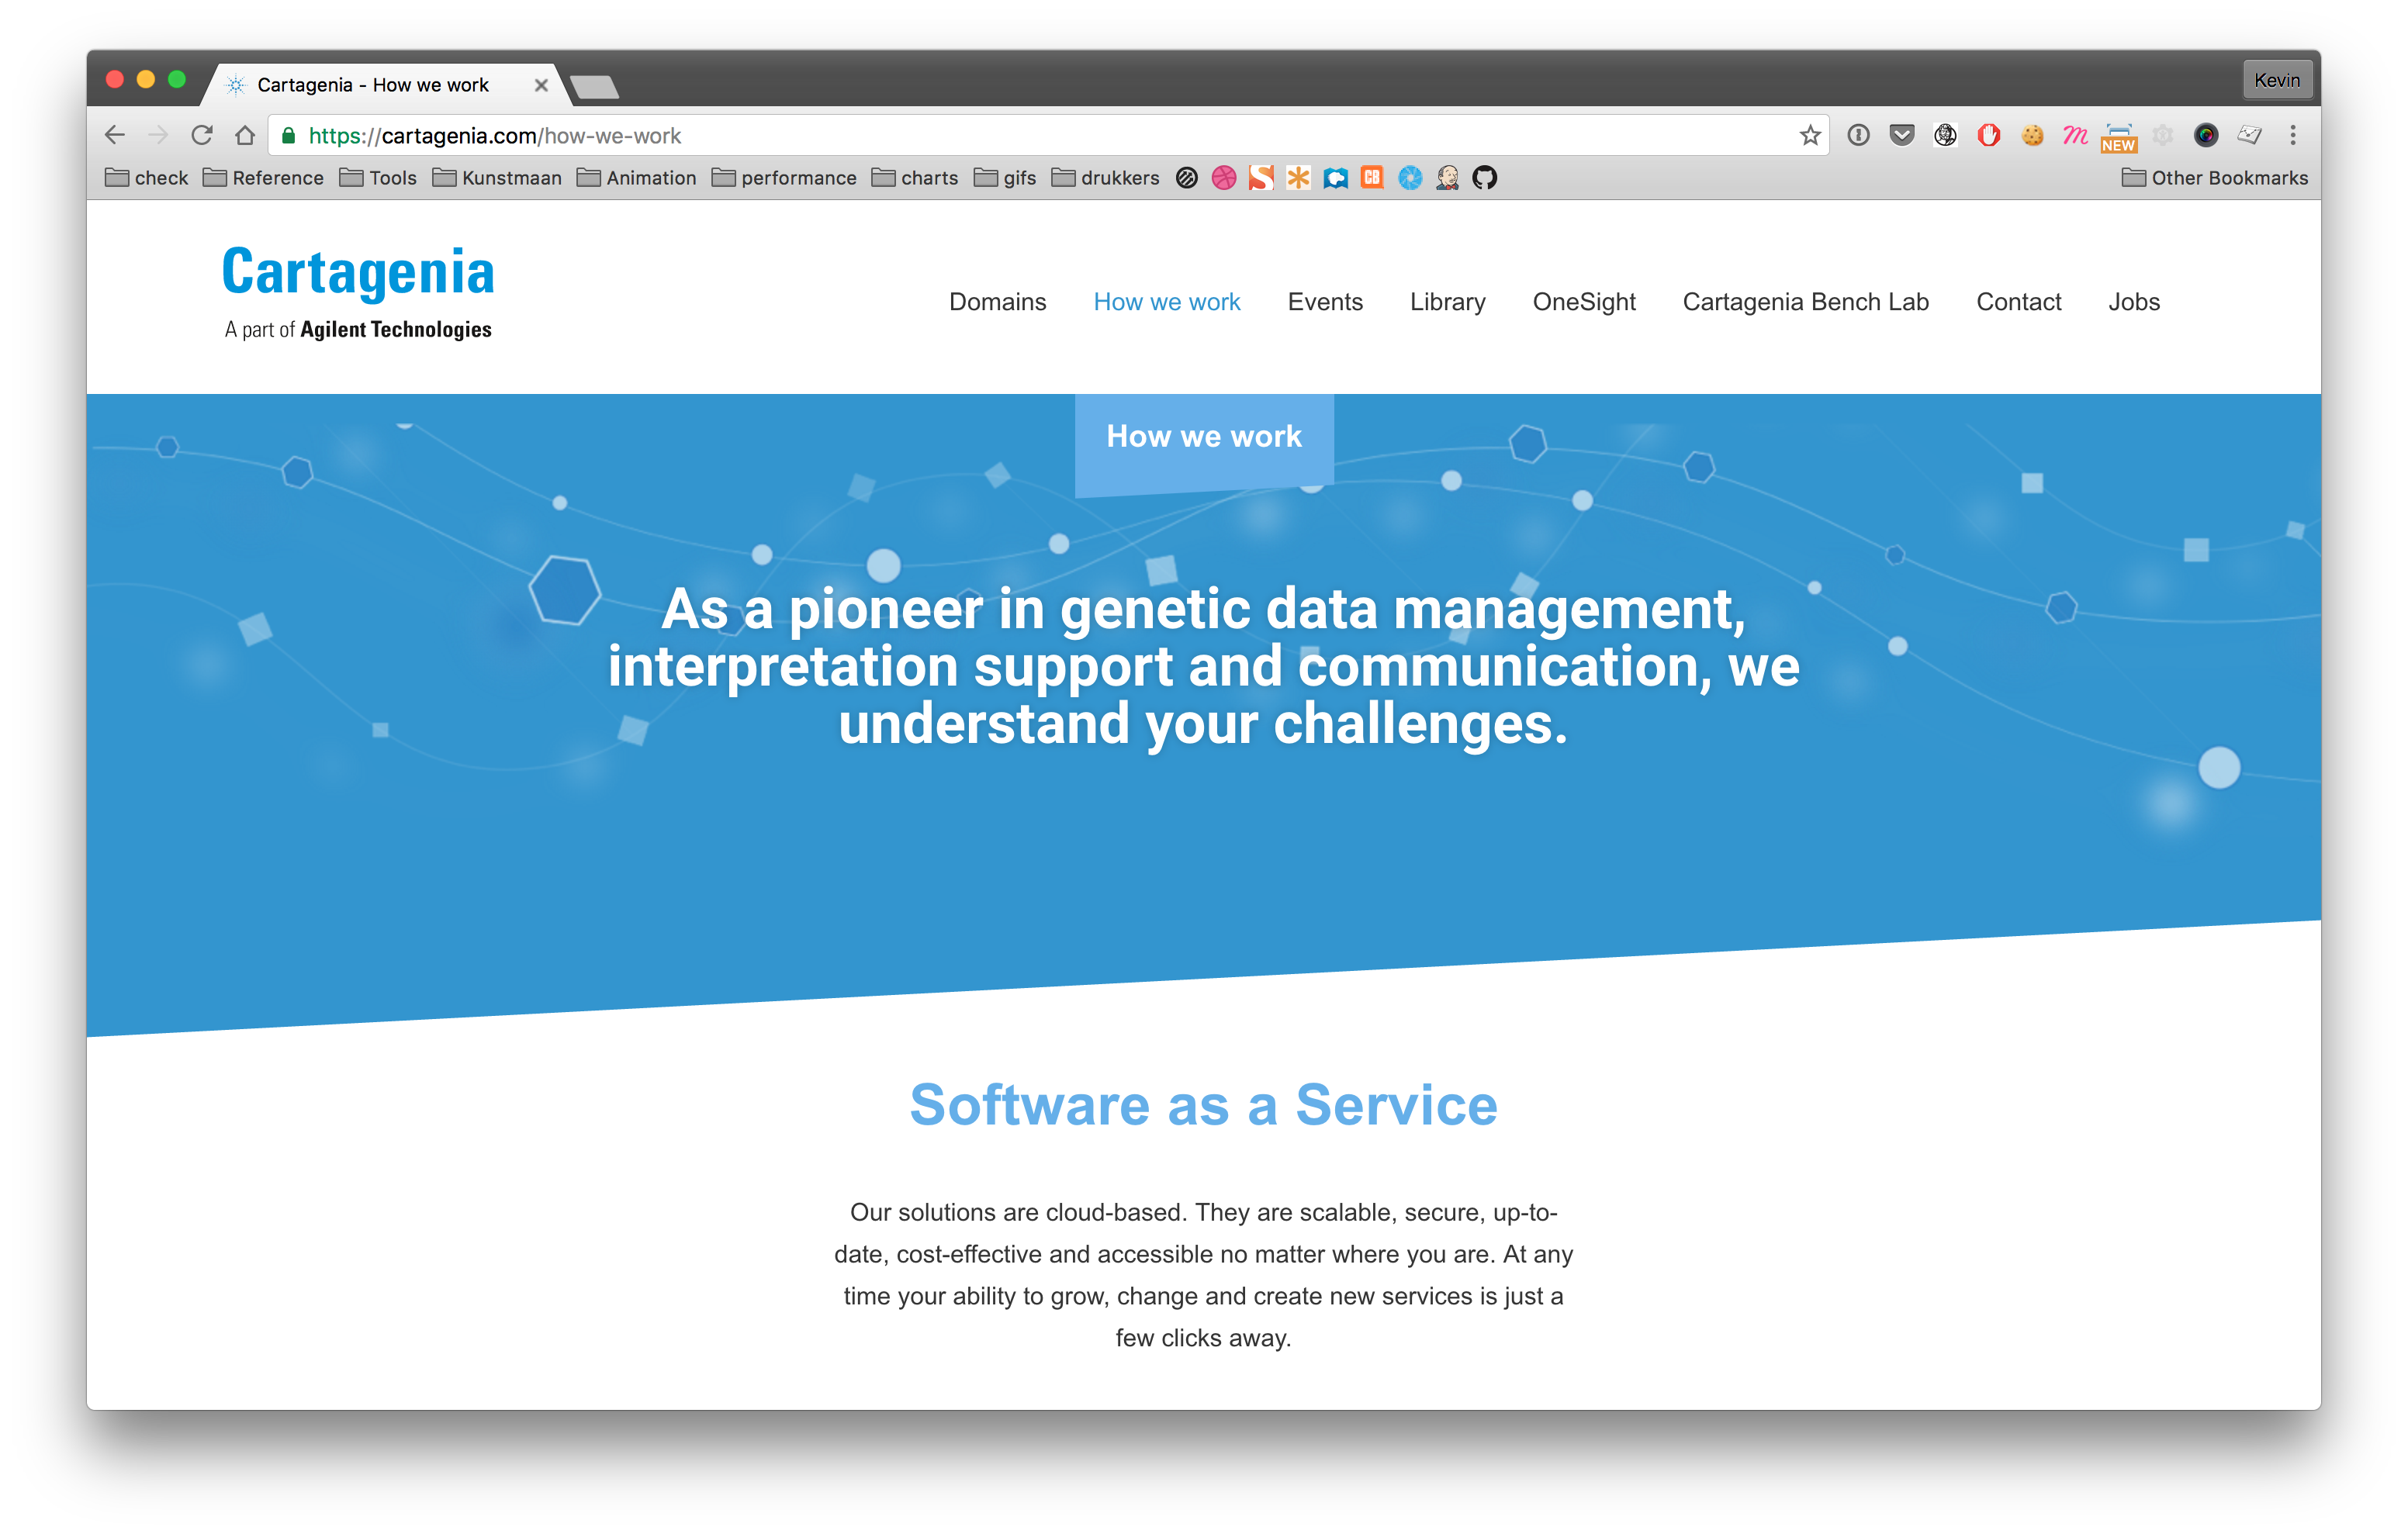 Cartagenia - How we work
Kevin
https://cartagenia.com/how-we-work
NEW
check Reference Tools Kunstmaan Animation performance charts gifs drukkers CB Other Bookmarks
Cartagenia
A part of Agilent Technologies
Domains How we work Events Library OneSight Cartagenia Bench Lab Contact Jobs
How we work
As a pioneer in genetic data management,
interpretation support and communication, we
understand your challenges.
Software as a Service
Our solutions are cloud-based. They are scalable, secure, up-to-
date, cost-effective and accessible no matter where you are. At any
time your ability to grow, change and create new services is just a
few clicks away.